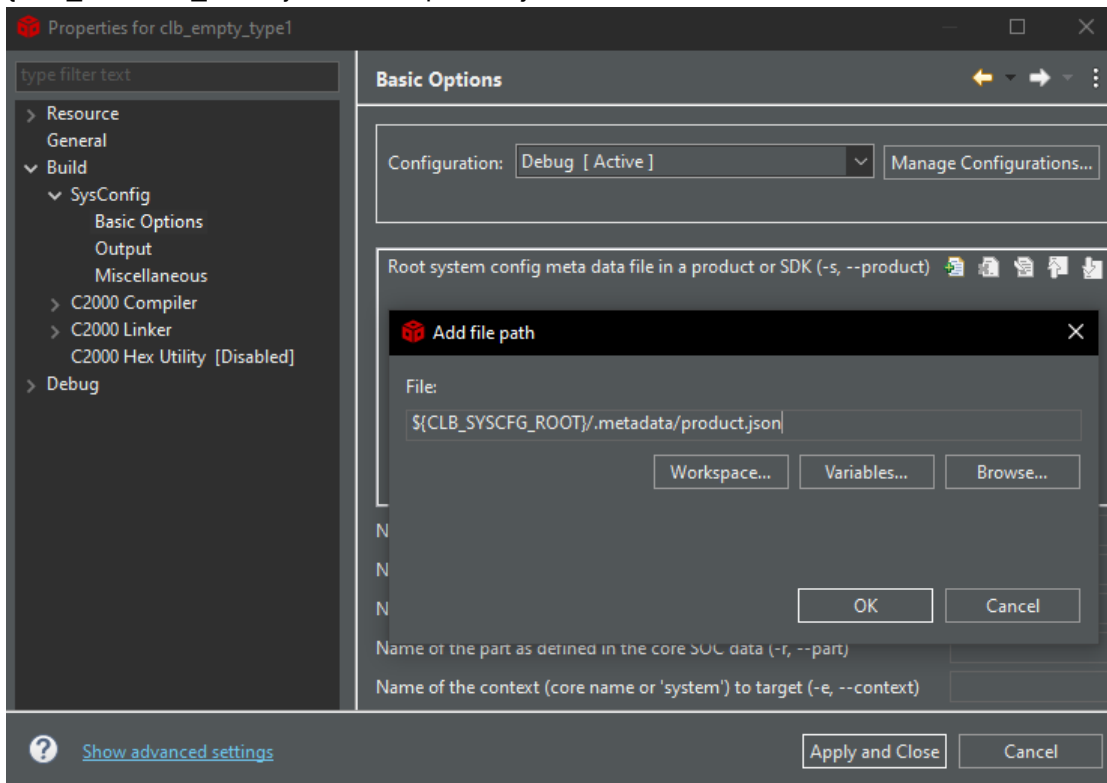 Properties for clb_empty_type1
type filter text
Resource
General
Build
SysConfig
Basic Options
Output
Miscellaneous
C2000 Compiler
C2000 Linker
C2000 Hex Utility [Disabled]
Debug
Basic Options
Configuration: Debug [ Active ] Manage Configurations...
Root system config meta data file in a product or SDK (-s, --product)
Add file path
File:
${CLB_SYSCFG_ROOT}/.metadata/product.json
Workspace... Variables... Browse...
N
N
N
OK Cancel
Name of the part as defined in the core SOC data (-r, --part)
Name of the context (core name or 'system') to target (-e, --context)
Show advanced settings
Apply and Close Cancel